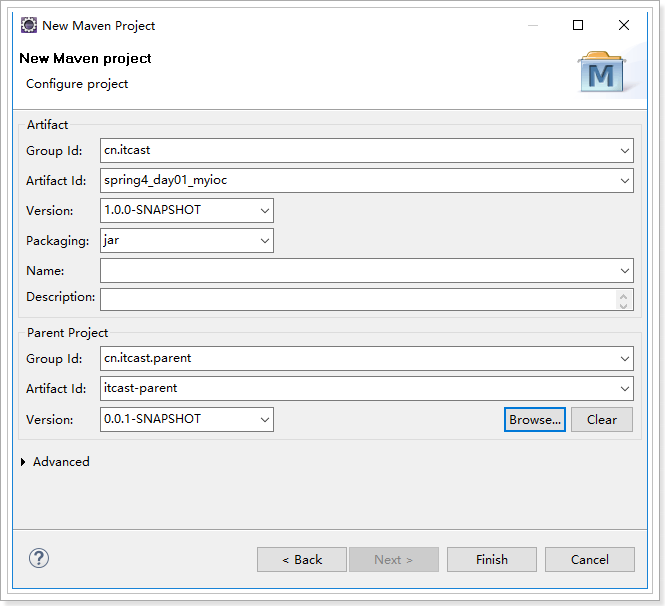 New Maven Project
New Maven project
Configure project
M
Artifact
Group Id: cn.itcast
Artifact Id: spring4_day01_myioc
Version: 1.0.0-SNAPSHOT
Packaging: jar
Name:
Description:
Parent Project
Group Id: cn.itcast.parent
Artifact Id: itcast-parent
Version: 0.0.1-SNAPSHOT Browse... Clear
Advanced
? < Back Next > Finish Cancel